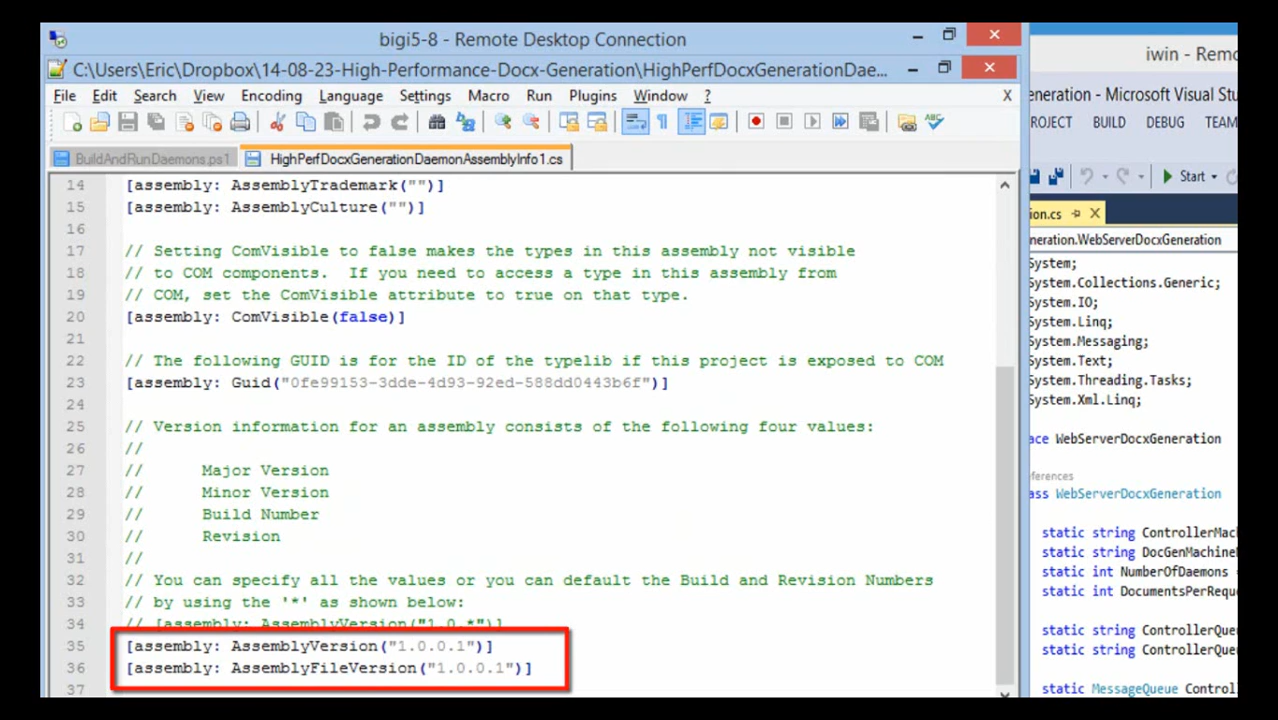 bigi5-8 - Remote Desktop Connection
C:\Users\Eric\Dropbox\14-08-23-High-Performance-Docx-Generation\HighPerfDocxGenerationDae...
File Edit Search View Encoding Language Settings Macro Run Plugins Window ? X
BuildAndRunDaemons.ps1 HighPerfDocxGenerationDaemonAssemblyInfo1.cs
14 [assembly: AssemblyTrademark("")]
15 [assembly: AssemblyCulture("")]
16
17 // Setting ComVisible to false makes the types in this assembly not visible
18 // to COM components.  If you need to access a type in this assembly from
19 // COM, set the ComVisible attribute to true on that type.
20 [assembly: ComVisible(false)]
21
22 // The following GUID is for the ID of the typelib if this project is exposed to COM
23 [assembly: Guid("0fe99153-3dde-4d93-92ed-588dd0443b6f")]
24
25 // Version information for an assembly consists of the following four values:
26 //
27 //      Major Version
28 //      Minor Version
29 //      Build Number
30 //      Revision
31 //
32 // You can specify all the values or you can default the Build and Revision Numbers
33 // by using the '*' as shown below:
34 // [assembly: AssemblyVersion("1.0.*")]
35 [assembly: AssemblyVersion("1.0.0.1")]
36 [assembly: AssemblyFileVersion("1.0.0.1")]
37
iwin - Remo
eneration - Microsoft Visual Stu
ROJECT BUILD DEBUG TEAM
Start
ion.cs
neration.WebServerDocxGeneration
System;
System.Collections.Generic;
System.IO;
System.Linq;
System.Messaging;
System.Text;
System.Threading.Tasks;
System.Xml.Linq;
ace WebServerDocxGeneration
ferences
ass WebServerDocxGeneration
static string ControllerMac
static string DocGenMachine
static int NumberOfDaemons =
static int DocumentsPerReque
static string ControllerQue
static string ControllerQue
static MessageQueue Control